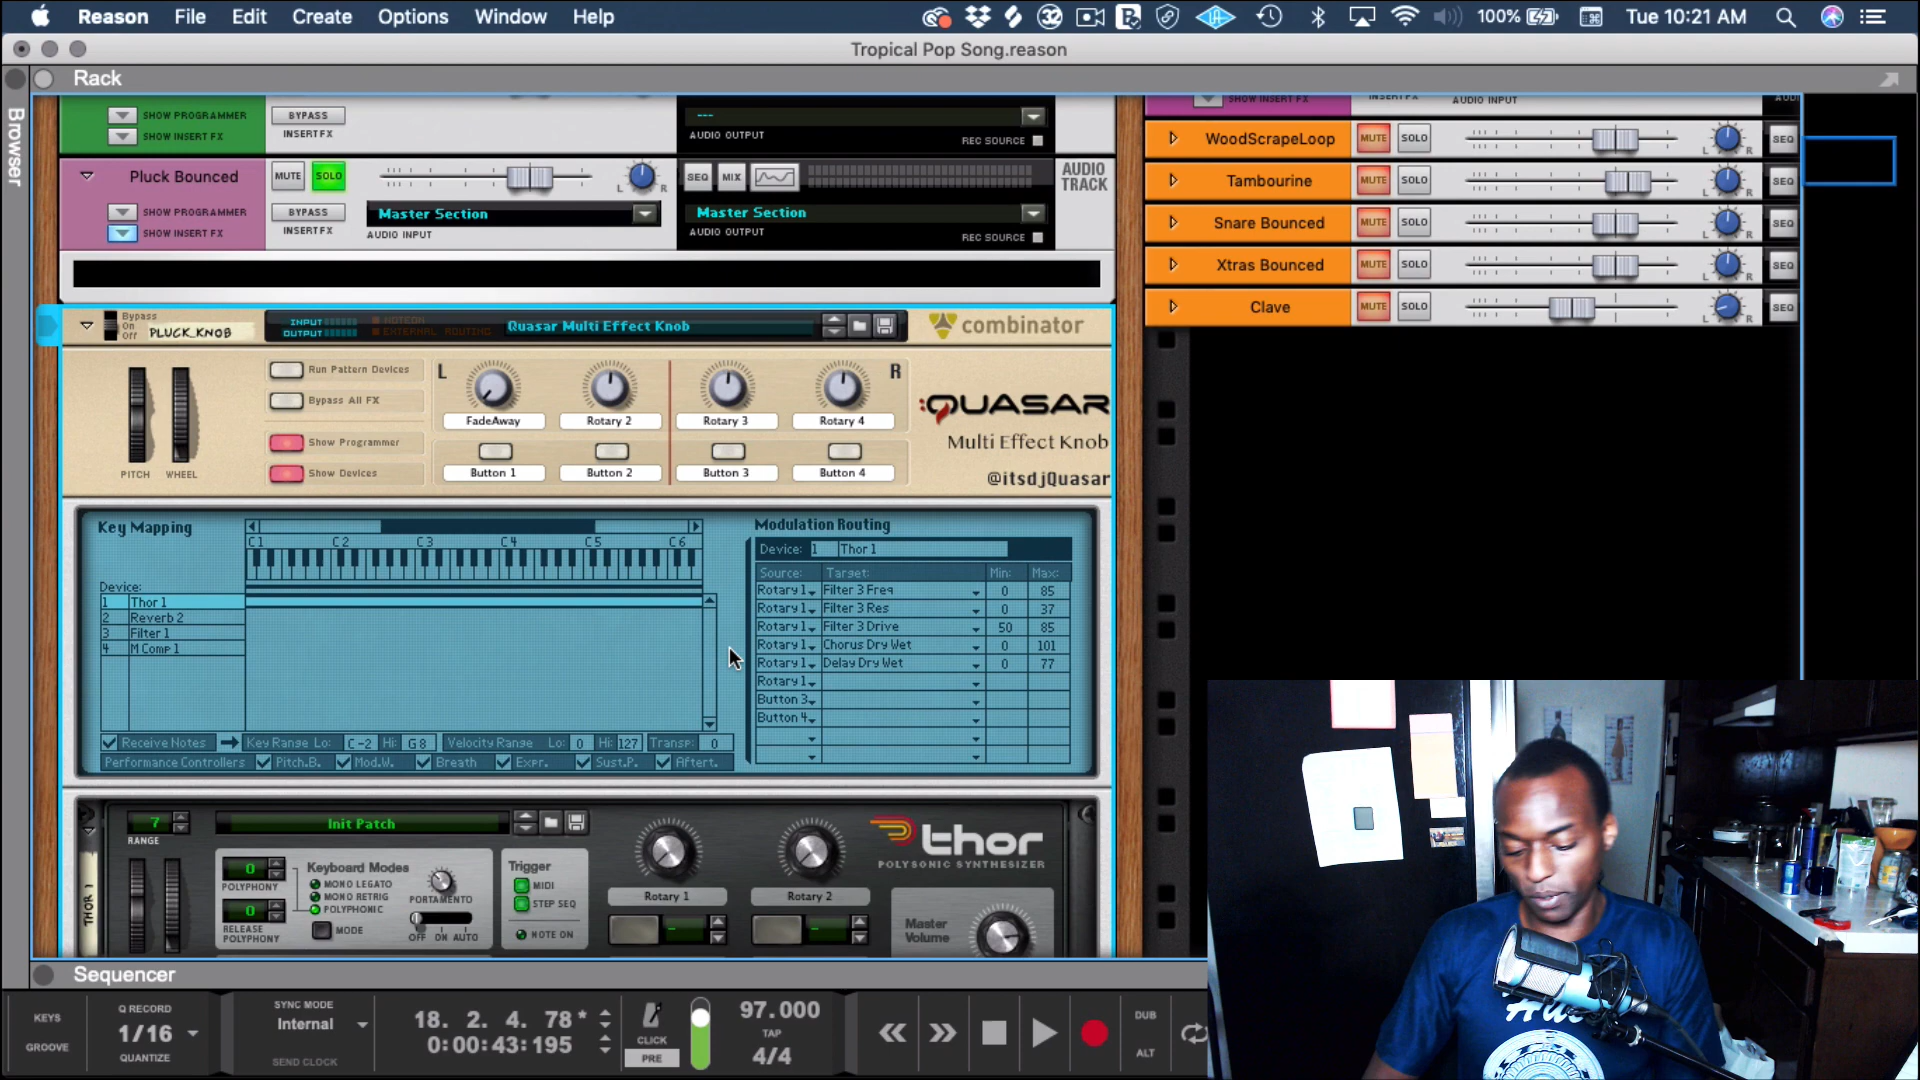 Reason File Edit Create Options Window Help
32 100% Tue 10:21 AM
Tropical Pop Song.reason
Rack
Browser
SHOW PROGRAMMER BYPASS ---
SHOW INSERT FX INSERT FX AUDIO OUTPUT REC SOURCE
Pluck Bounced MUTE SOLO L R SEQ MIX AUDIO TRACK
SHOW PROGRAMMER BYPASS Master Section Master Section
SHOW INSERT FX INSERT FX AUDIO INPUT AUDIO OUTPUT REC SOURCE
SHOW INSERT FX INSERT FX AUDIO INPUT
WoodScrapeLoop MUTE SOLO L R SEQ
Tambourine MUTE SOLO L R SEQ
Snare Bounced MUTE SOLO L R SEQ
Xtras Bounced MUTE SOLO L R SEQ
Clave MUTE SOLO L R SEQ
Bypass
On
Off
PLUCK_KNOB
INPUT NOTE ON
OUTPUT EXTERNAL ROUTING
Quasar Multi Effect Knob
combinator
PITCH WHEEL
Run Pattern Devices
Bypass All FX
Show Programmer
Show Devices
L R
FadeAway Rotary 2 Rotary 3 Rotary 4
Button 1 Button 2 Button 3 Button 4
QUASAR
Multi Effect Knob
@itsdjQuasar
Key Mapping
C1 C2 C3 C4 C5 C6
Device:
1 Thor 1
2 Reverb 2
3 Filter 1
4 M Comp 1
Receive Notes Key Range Lo: C-2 Hi: G8 Velocity Range Lo: 0 Hi: 127 Transp: 0
Performance Controllers Pitch.B. Mod.W. Breath Expr. Sust.P. Aftert.
Modulation Routing
Device: 1 Thor 1
Source: Target: Min: Max:
Rotary 1 Filter 3 Freq 0 85
Rotary 1 Filter 3 Res 0 37
Rotary 1 Filter 3 Drive 50 85
Rotary 1 Chorus Dry Wet 0 101
Rotary 1 Delay Dry Wet 0 77
Rotary 1
Button 3
Button 4
7
RANGE
Init Patch
thor
POLYSONIC SYNTHESIZER
THOR 1
0
POLYPHONY
0
RELEASE POLYPHONY
Keyboard Modes
MONO LEGATO
MONO RETRIG
POLYPHONIC
MODE
PORTAMENTO
OFF ON AUTO
Trigger
MIDI
STEP SEQ
NOTE ON
Rotary 1 Rotary 2
Master Volume
Sequencer
KEYS
GROOVE
Q RECORD
1/16
QUANTIZE
SYNC MODE
Internal
SEND CLOCK
18. 2. 4. 78 *
0:00:43:195
CLICK
PRE
97.000
TAP
4/4
DUB
ALT